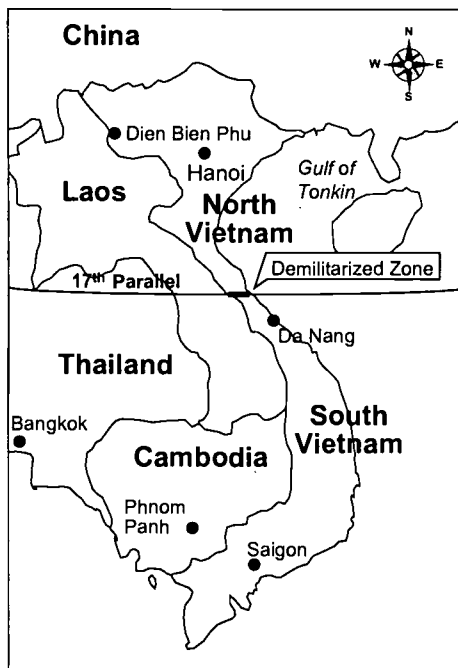 China
N
W E
S
Dien Bien Phu
Hanoi
Gulf of
Tonkin
Laos
North
Vietnam
Demilitarized Zone
17th Parallel
Da Nang
Thailand
Bangkok
South
Vietnam
Cambodia
Phnom
Panh
Saigon